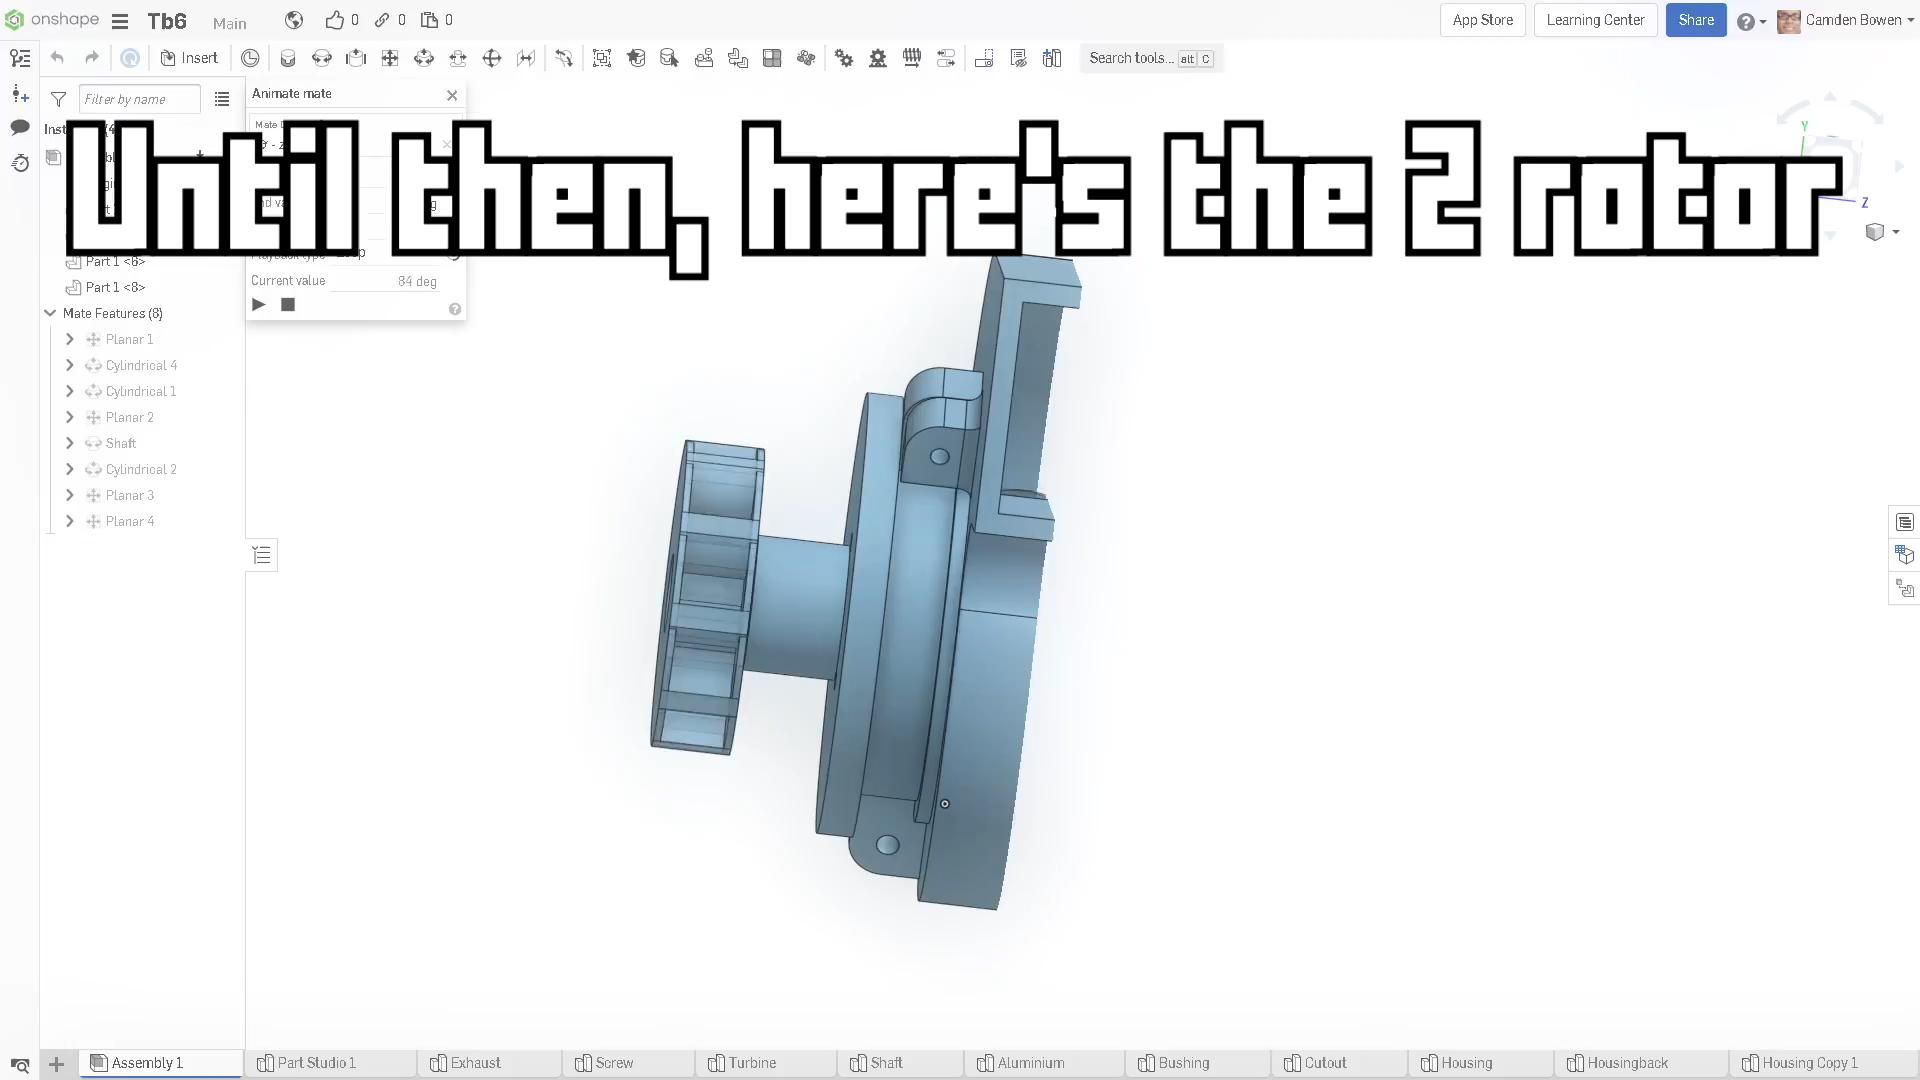 onshape
Tb6
Main
0
0
0
App Store
Learning Center
Share
Camden Bowen
Insert
Search tools...
alt
C
Filter by name
Animate mate
Until then, here's the 2 rotor
Y
Z
Part 1 <6>
Part 1 <8>
Current value
84 deg
Mate Features (8)
Planar 1
Cylindrical 4
Cylindrical 1
Planar 2
Shaft
Cylindrical 2
Planar 3
Planar 4
Assembly 1
Part Studio 1
Exhaust
Screw
Turbine
Shaft
Aluminium
Bushing
Cutout
Housing
Housingback
Housing Copy 1